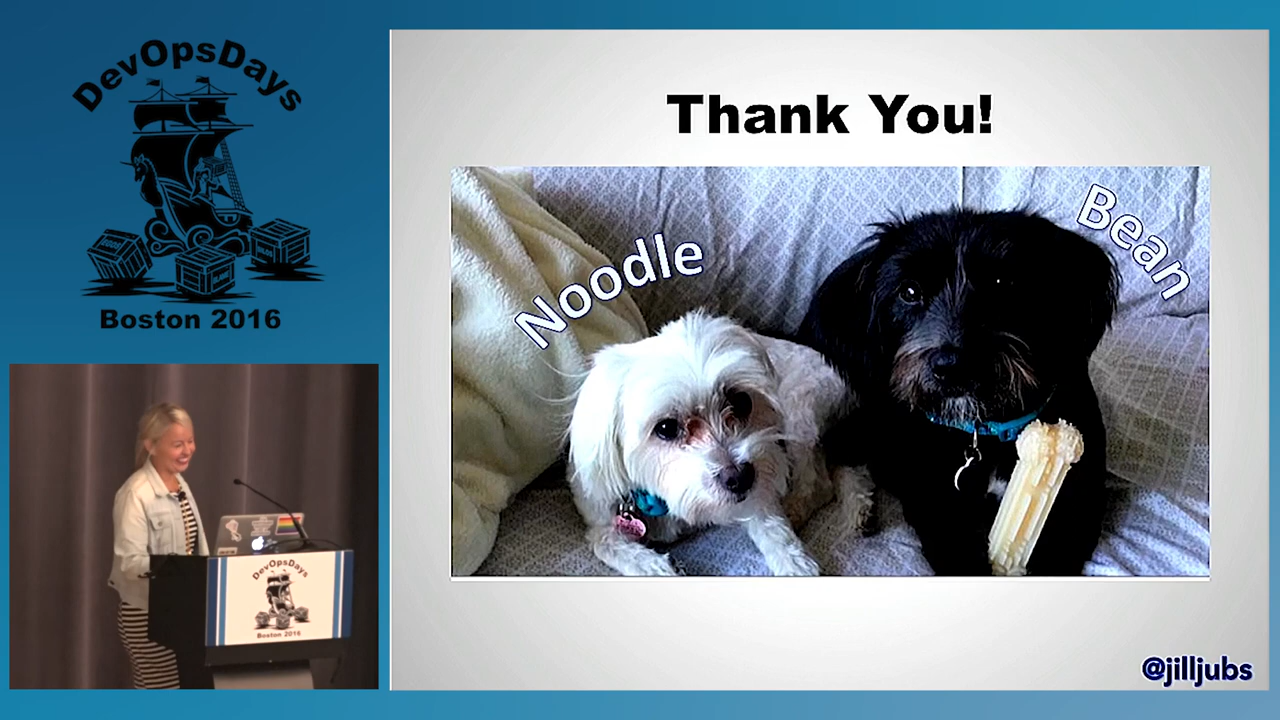 DevOpsDays
Boston 2016
Thank You!
Noodle
Bean
DevOpsDays
Boston 2016
@jilljubs